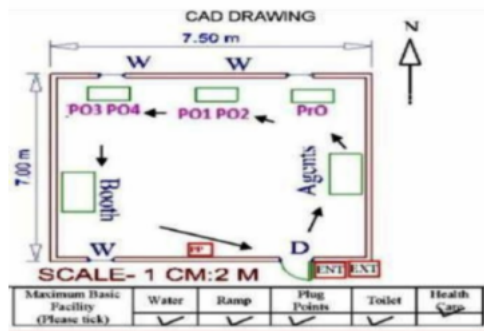 CAD DRAWING
7.50 m
N
W W
PO3 PO4 PO1 PO2 PrO
7.00 m
Booth
Agents
W D
ENT EXT
SCALE- 1 CM:2 M
Maximum Basic Facility (Please tick) Water Ramp Plug Points Toilet Health Care